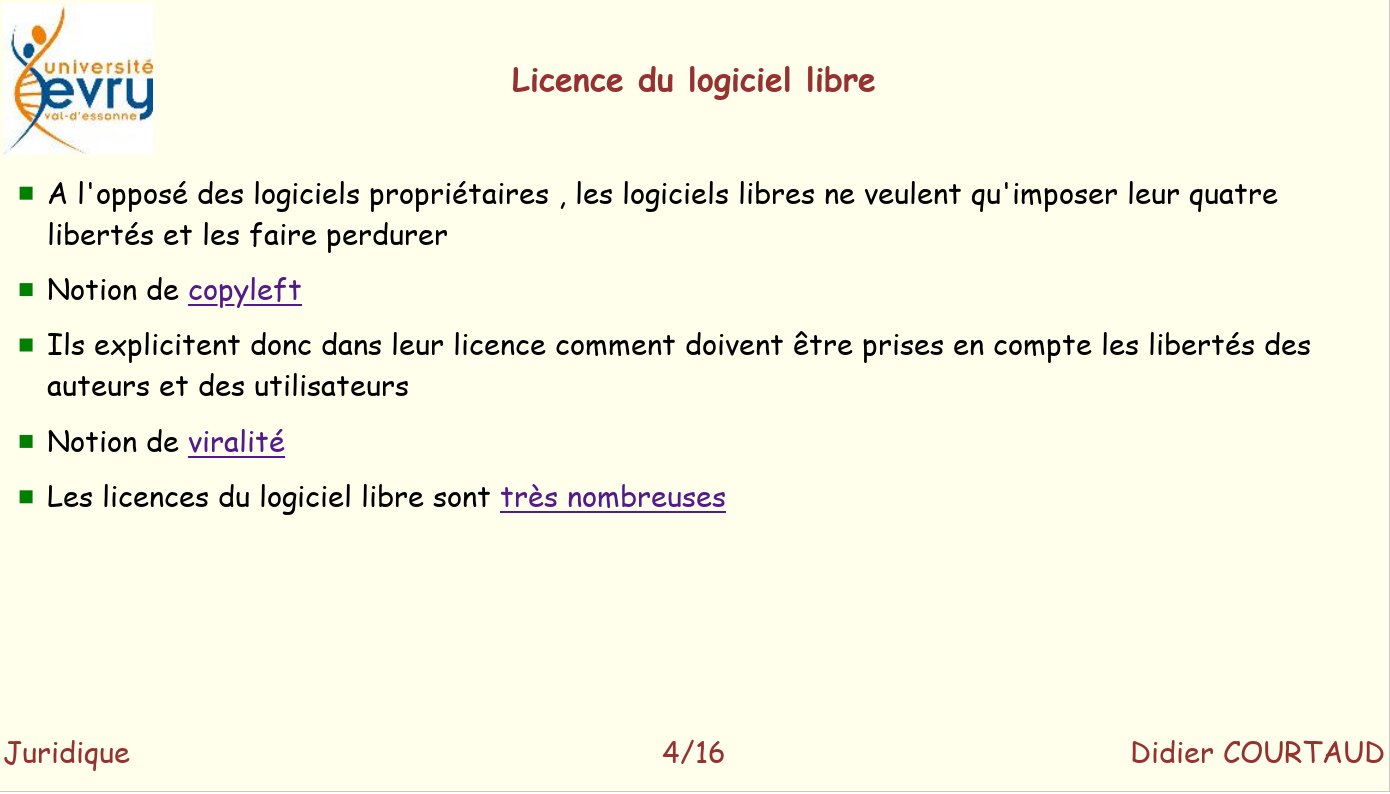 université
evry
val-d'essonne
Licence du logiciel libre
A l'opposé des logiciels propriétaires , les logiciels libres ne veulent qu'imposer leur quatre
libertés et les faire perdurer
Notion de copyleft
Ils explicitent donc dans leur licence comment doivent être prises en compte les libertés des
auteurs et des utilisateurs
Notion de viralité
Les licences du logiciel libre sont très nombreuses
Juridique 4/16 Didier COURTAUD